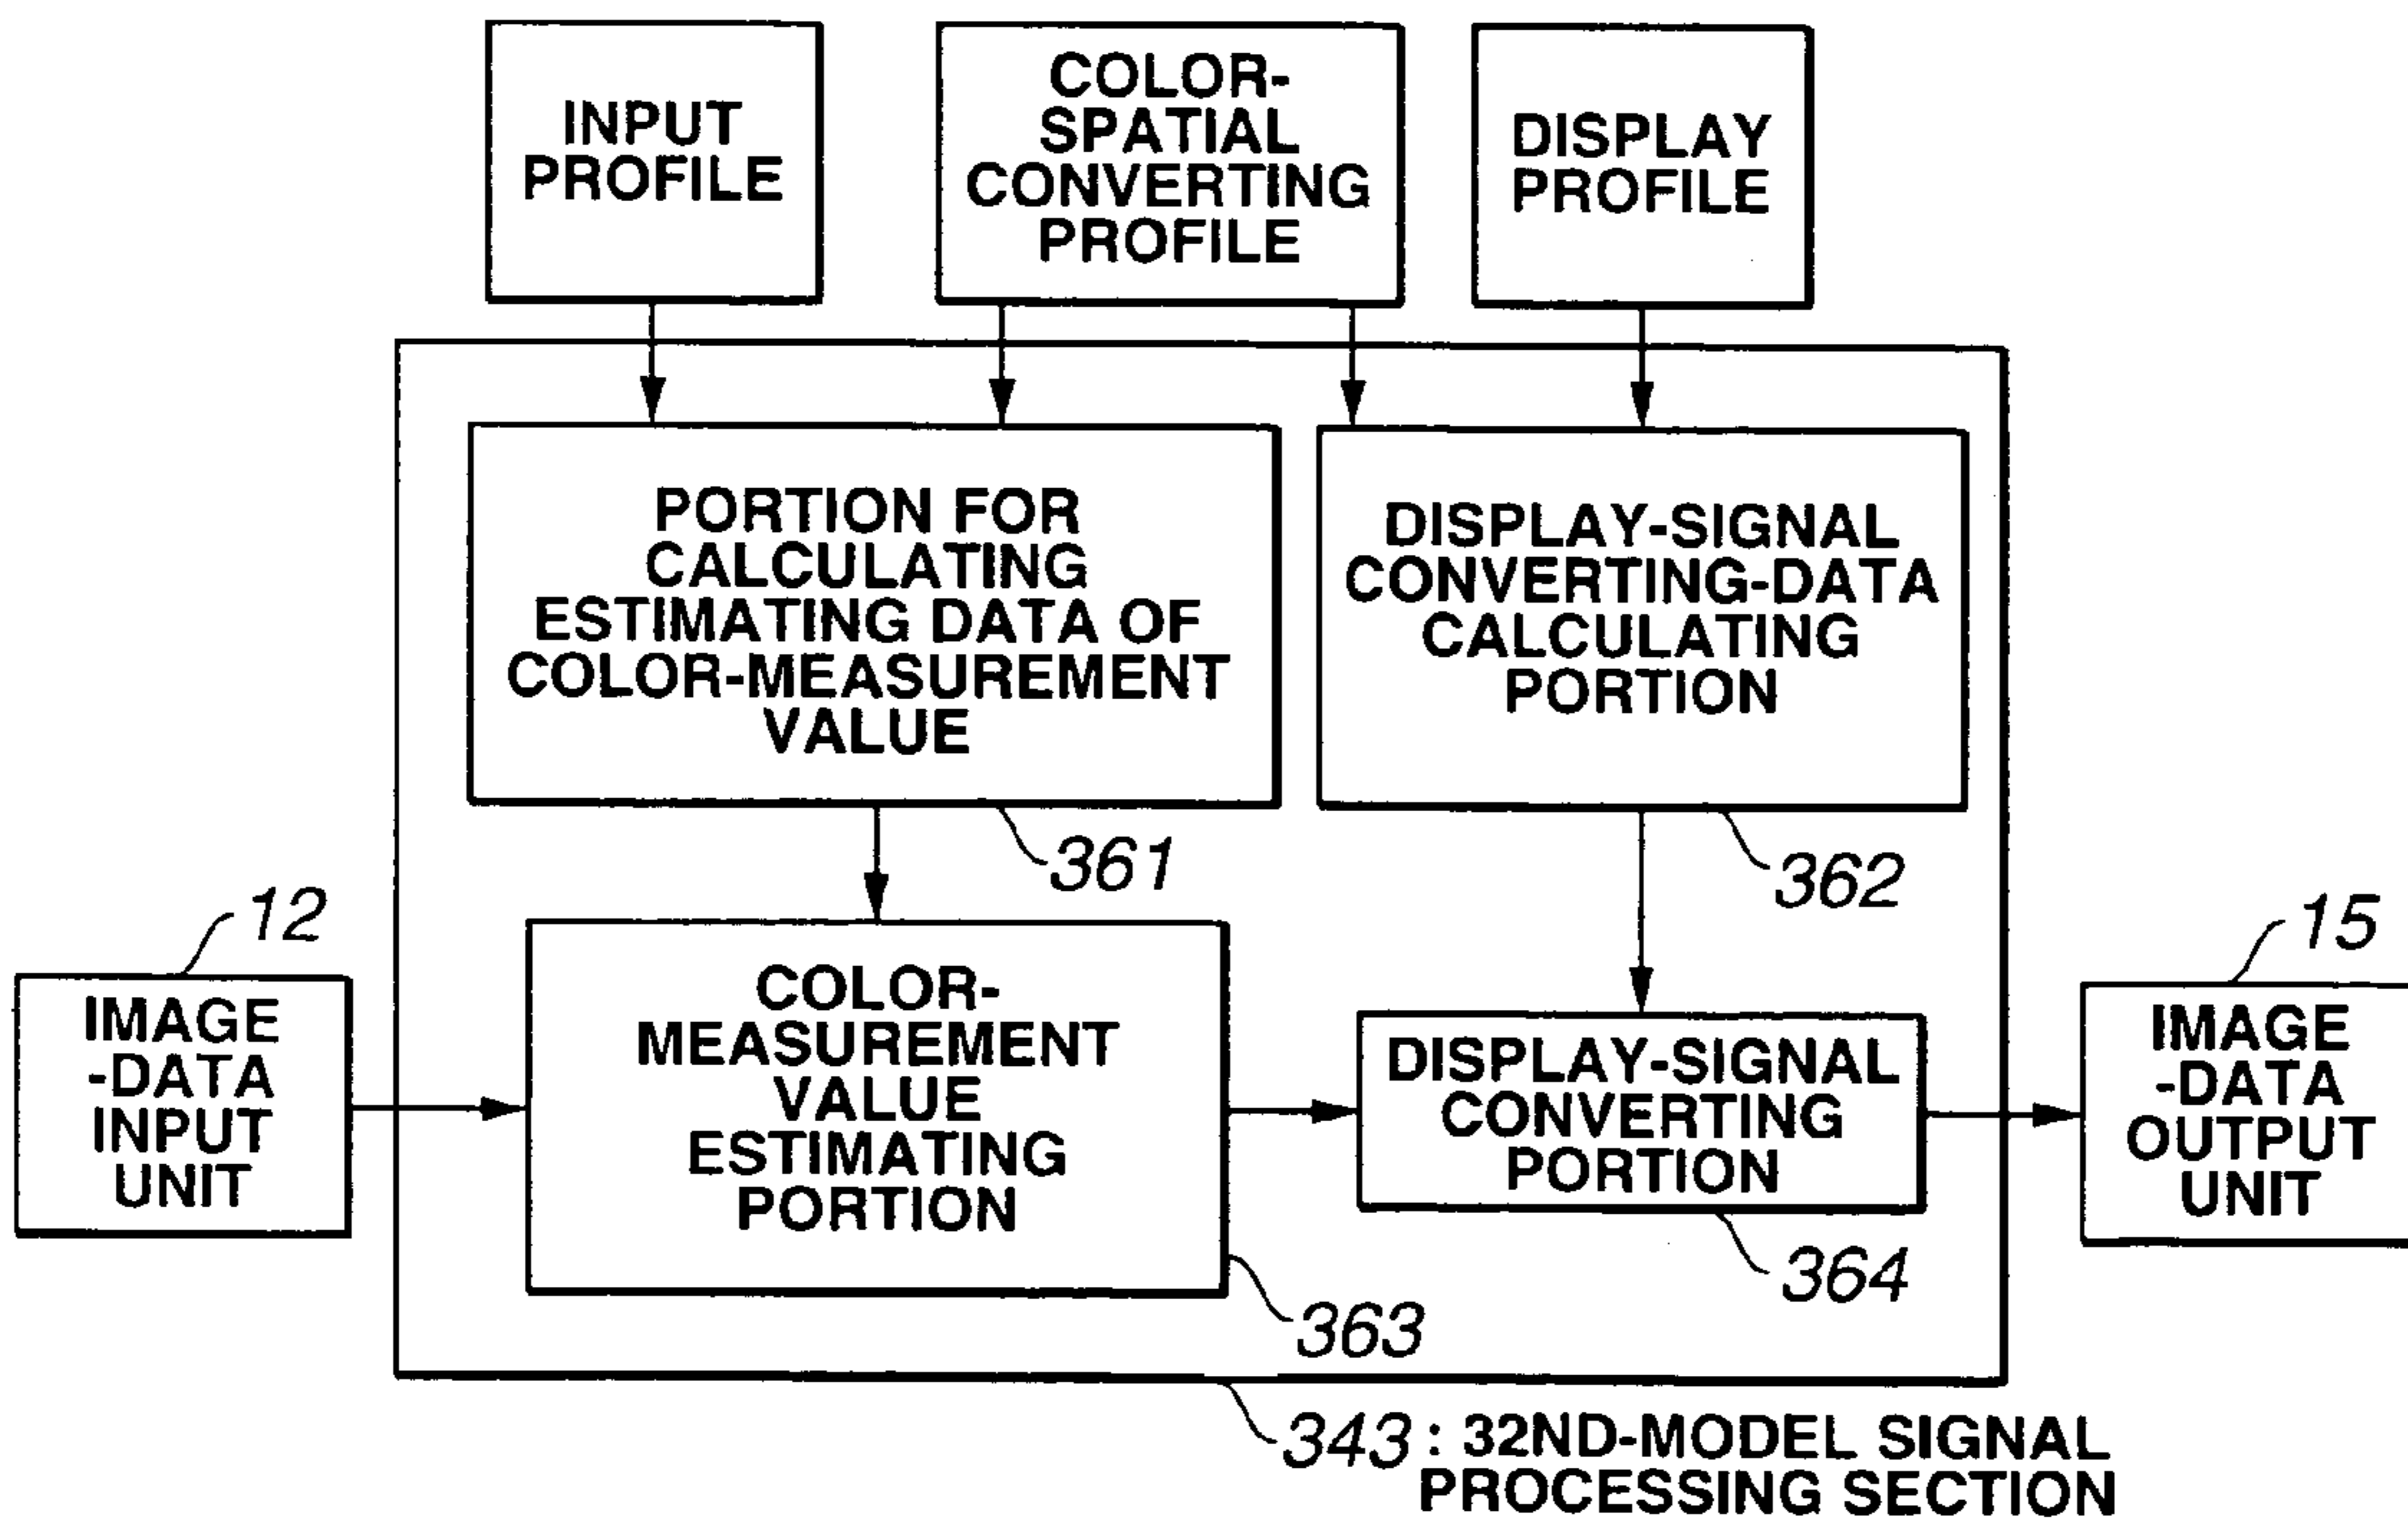 INPUT
PROFILE
COLOR-
SPATIAL
CONVERTING
PROFILE
DISPLAY
PROFILE
PORTION FOR
CALCULATING
ESTIMATING DATA OF
COLOR-MEASUREMENT
VALUE
361
DISPLAY-SIGNAL
CONVERTING-DATA
CALCULATING
PORTION
362
12
IMAGE
-DATA
INPUT
UNIT
COLOR-
MEASUREMENT
VALUE
ESTIMATING
PORTION
363
DISPLAY-SIGNAL
CONVERTING
PORTION
364
15
IMAGE
-DATA
OUTPUT
UNIT
343 : 32ND-MODEL SIGNAL
PROCESSING SECTION